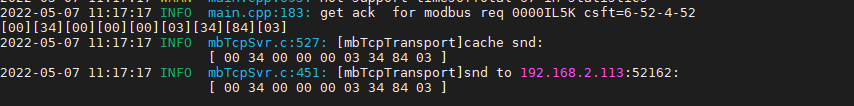 2022-05-07 11:17:17 INFO  main.cpp:183: get ack  for modbus req 0000IL5K csft=6-52-4-52
[00][34][00][00][00][03][34][84][03]
2022-05-07 11:17:17 INFO  mbTcpSvr.c:527: [mbTcpTransport]cache snd:
[ 00 34 00 00 00 03 34 84 03 ]
2022-05-07 11:17:17 INFO  mbTcpSvr.c:451: [mbTcpTransport]snd to 192.168.2.113:52162:
[ 00 34 00 00 00 03 34 84 03 ]